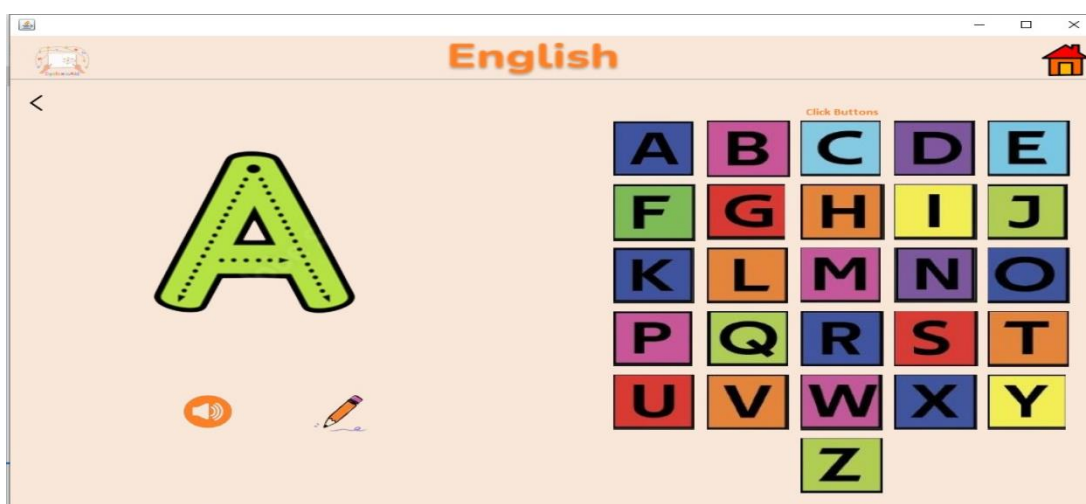 English
Click Buttons
A
A B C D E
F G H I J
K L M N O
P Q R S T
U V W X Y
Z